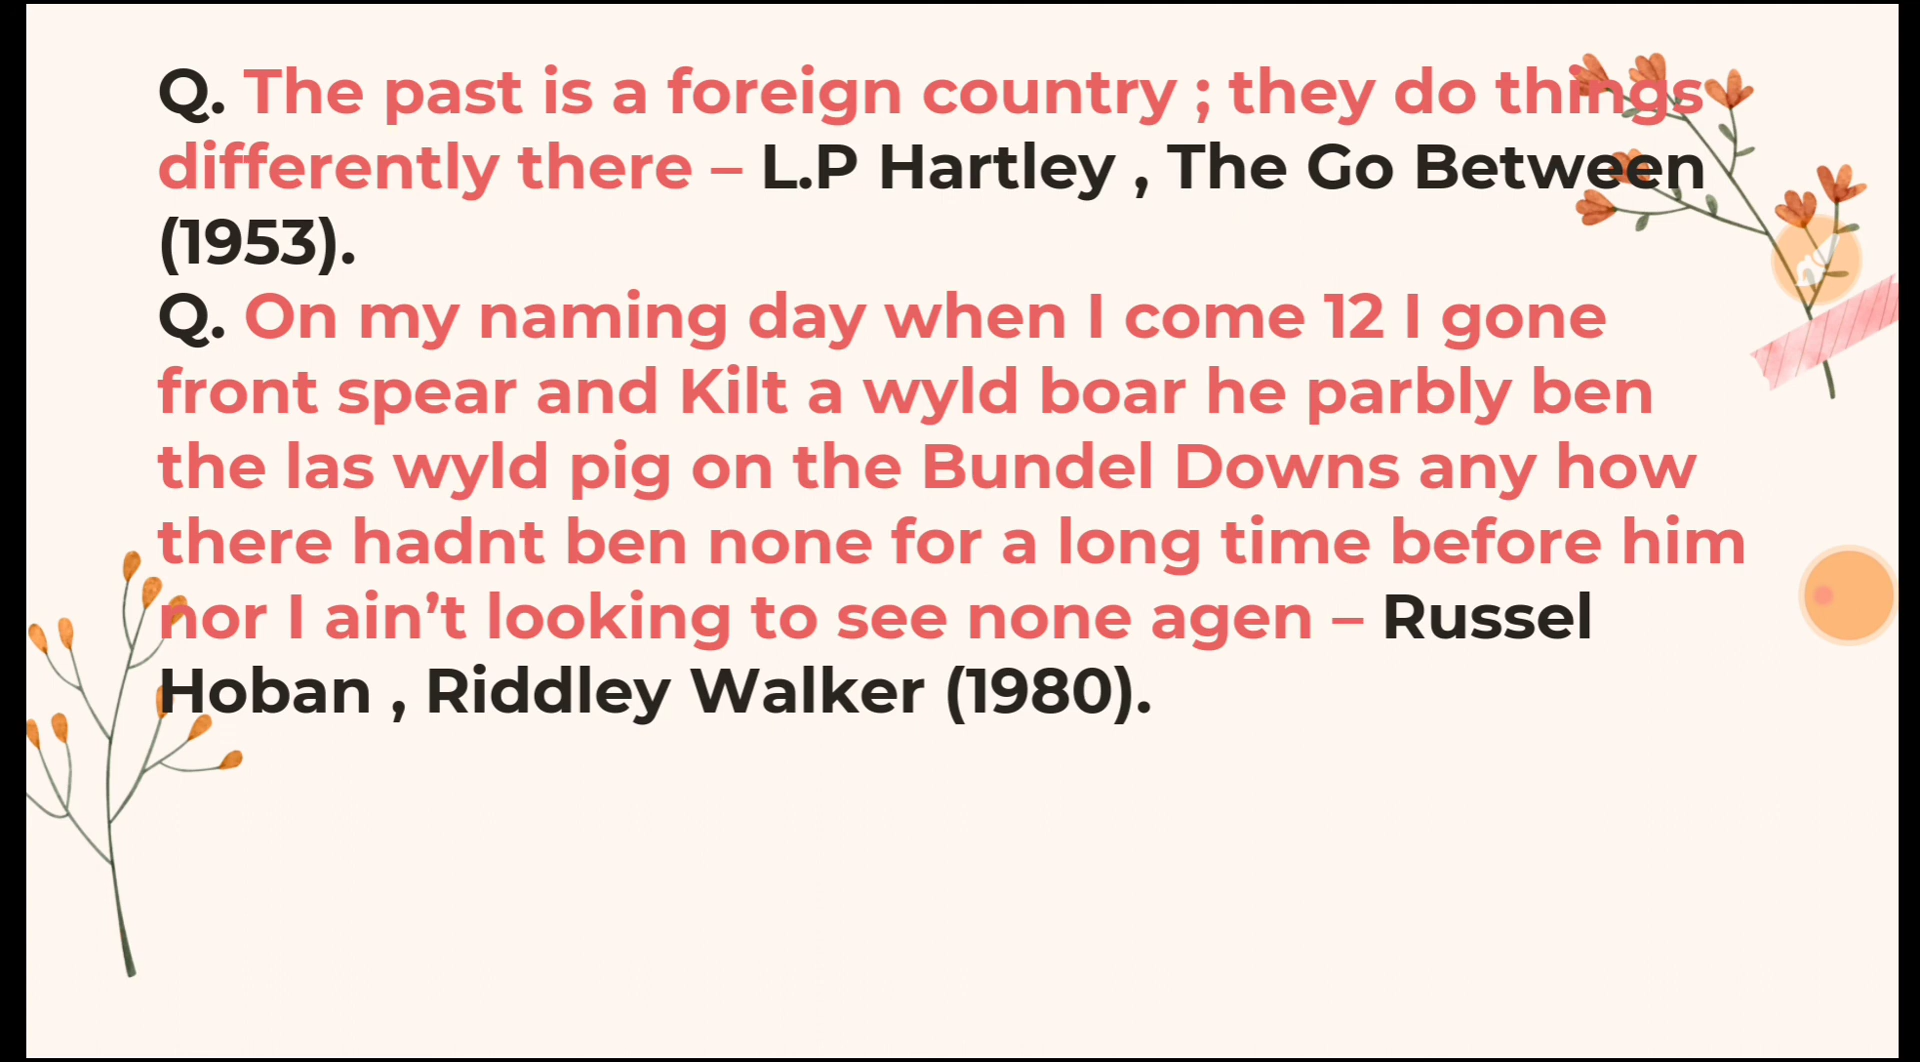 Q. The past is a foreign country ; they do things
differently there – L.P Hartley , The Go Between
(1953).
Q. On my naming day when I come 12 I gone
front spear and Kilt a wyld boar he parbly ben
the las wyld pig on the Bundel Downs any how
there hadnt ben none for a long time before him
nor I ain’t looking to see none agen – Russel
Hoban , Riddley Walker (1980).